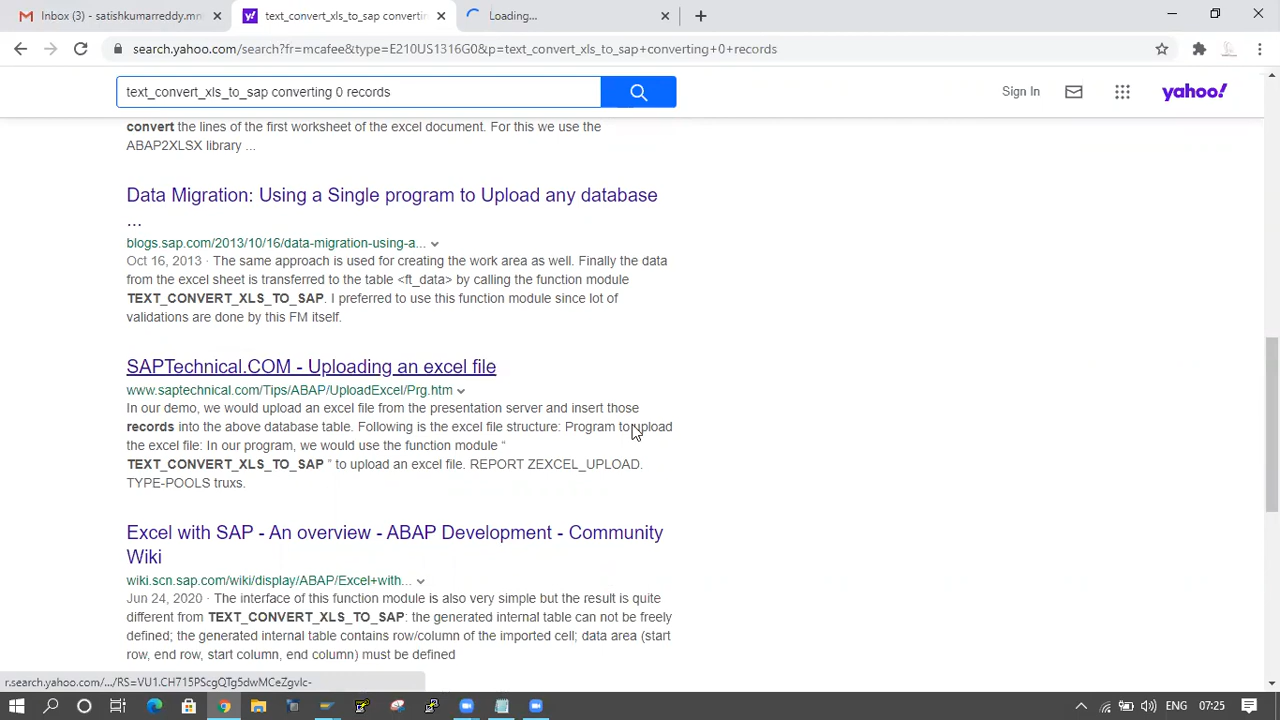 Inbox (3) - satishkumarreddy.mn
text_convert_xls_to_sap convertin
Loading...
search.yahoo.com/search?fr=mcafee&type=E210US1316G0&p=text_convert_xls_to_sap+converting+0+records
text_convert_xls_to_sap converting 0 records
Sign In
yahoo!
convert the lines of the first worksheet of the excel document. For this we use the
ABAP2XLSX library ...
Data Migration: Using a Single program to Upload any database
...
blogs.sap.com/2013/10/16/data-migration-using-a...
Oct 16, 2013 · The same approach is used for creating the work area as well. Finally the data
from the excel sheet is transferred to the table <ft_data> by calling the function module
TEXT_CONVERT_XLS_TO_SAP. I preferred to use this function module since lot of
validations are done by this FM itself.
SAPTechnical.COM - Uploading an excel file
www.saptechnical.com/Tips/ABAP/UploadExcel/Prg.htm
In our demo, we would upload an excel file from the presentation server and insert those
records into the above database table. Following is the excel file structure: Program to upload
the excel file: In our program, we would use the function module “
TEXT_CONVERT_XLS_TO_SAP ” to upload an excel file. REPORT ZEXCEL_UPLOAD.
TYPE-POOLS truxs.
Excel with SAP - An overview - ABAP Development - Community
Wiki
wiki.scn.sap.com/wiki/display/ABAP/Excel+with...
Jun 24, 2020 · The interface of this function module is also very simple but the result is quite
different from TEXT_CONVERT_XLS_TO_SAP: the generated internal table can not be freely
defined; the generated internal table contains row/column of the imported cell; data area (start
row, end row, start column, end column) must be defined
r.search.yahoo.com/.../RS=VU1.CH715PScgQTg5dwMCeZgvIc-
ENG
07:25